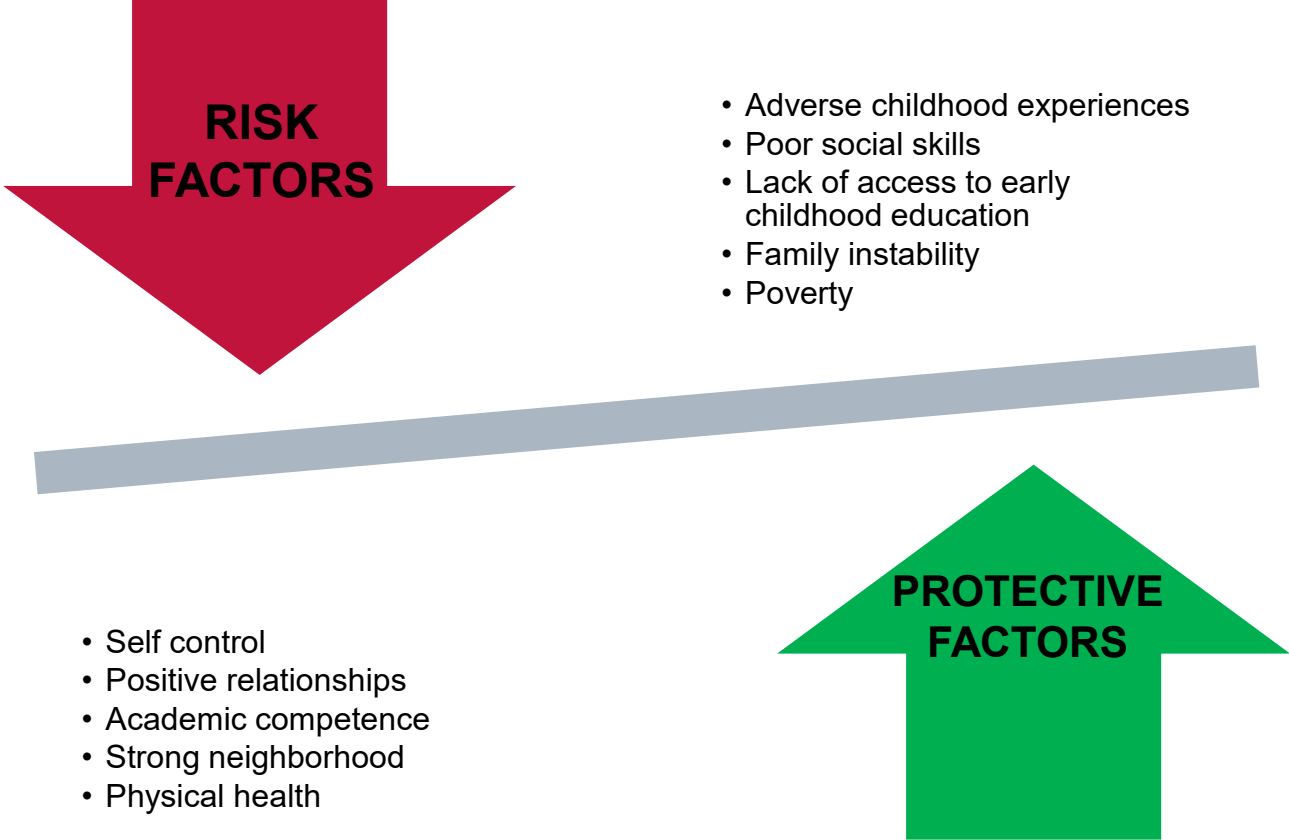 RISK
FACTORS
• Adverse childhood experiences
• Poor social skills
• Lack of access to early
childhood education
• Family instability
• Poverty
• Self control
• Positive relationships
• Academic competence
• Strong neighborhood
• Physical health
PROTECTIVE
FACTORS